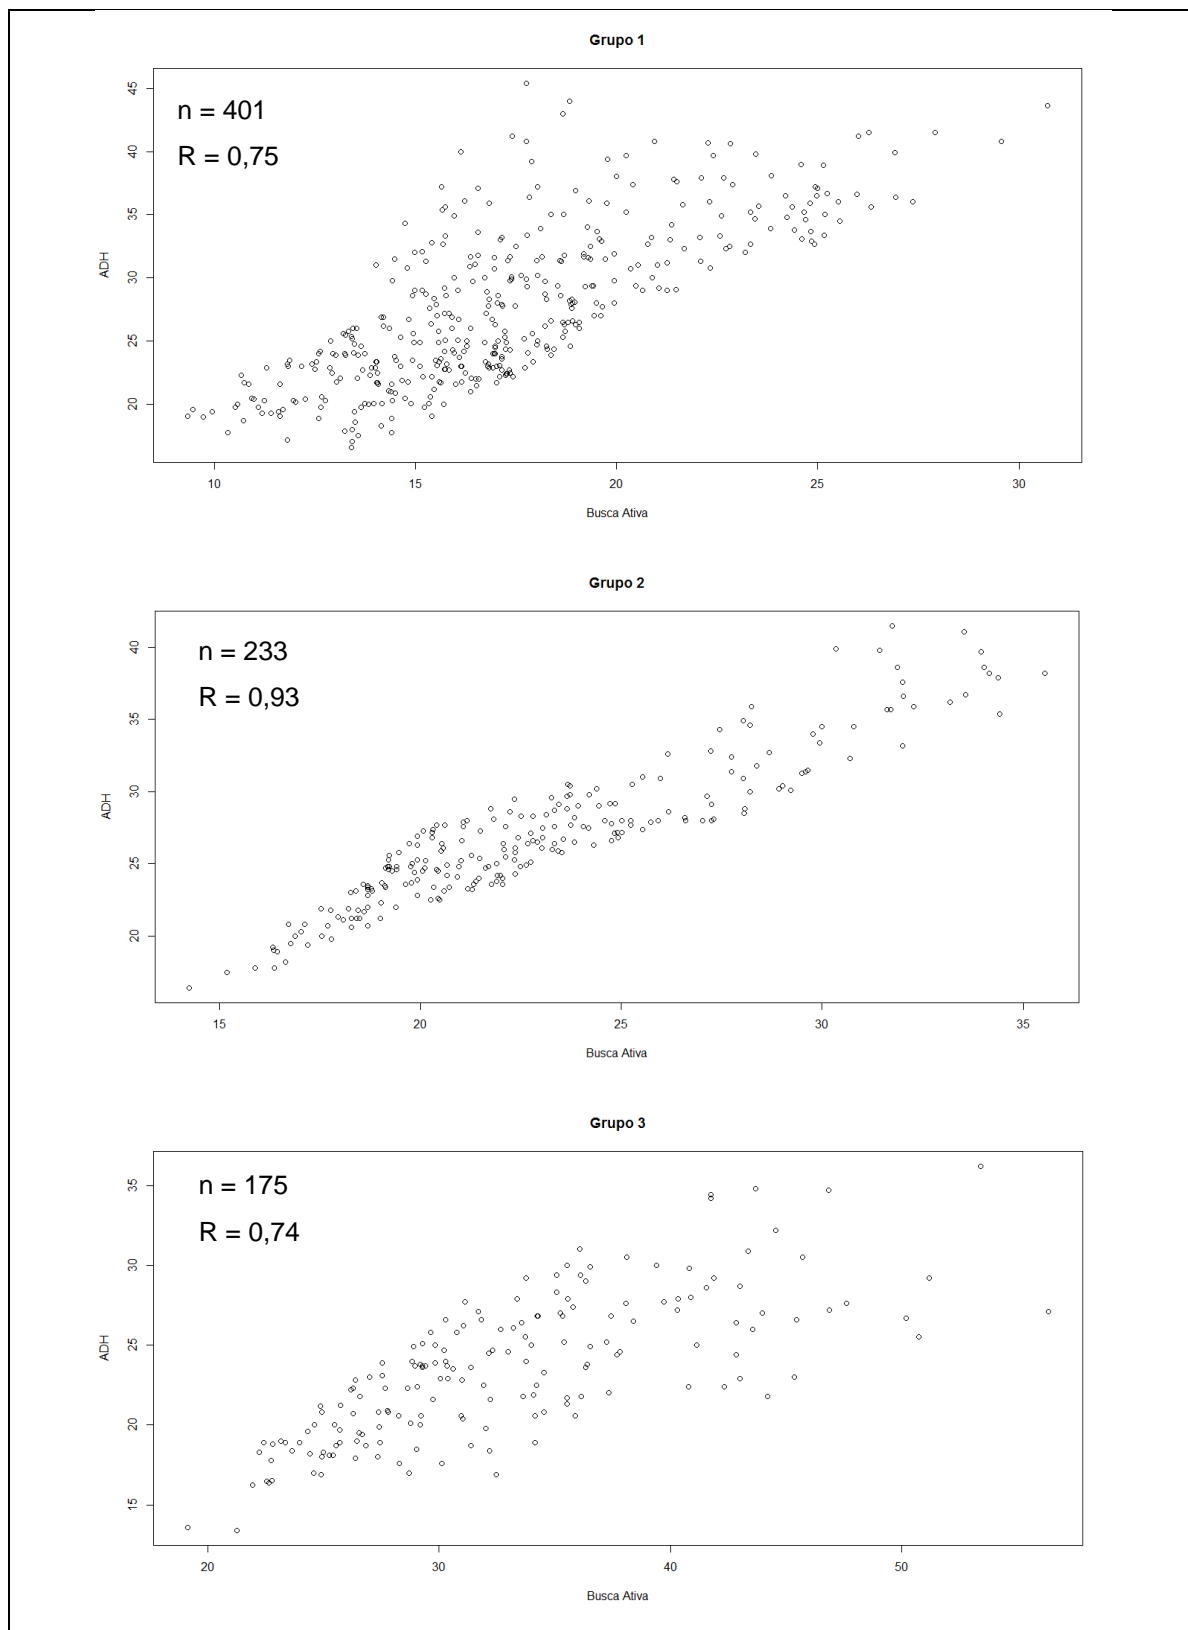 Grupo 1
n = 401
R = 0,75
45
40
35
30
25
20
ADH
10 15 20 25 30
Busca Ativa
Grupo 2
n = 233
R = 0,93
40
35
30
25
20
ADH
15 20 25 30 35
Busca Ativa
Grupo 3
n = 175
R = 0,74
35
30
25
20
15
ADH
20 30 40 50
Busca Ativa